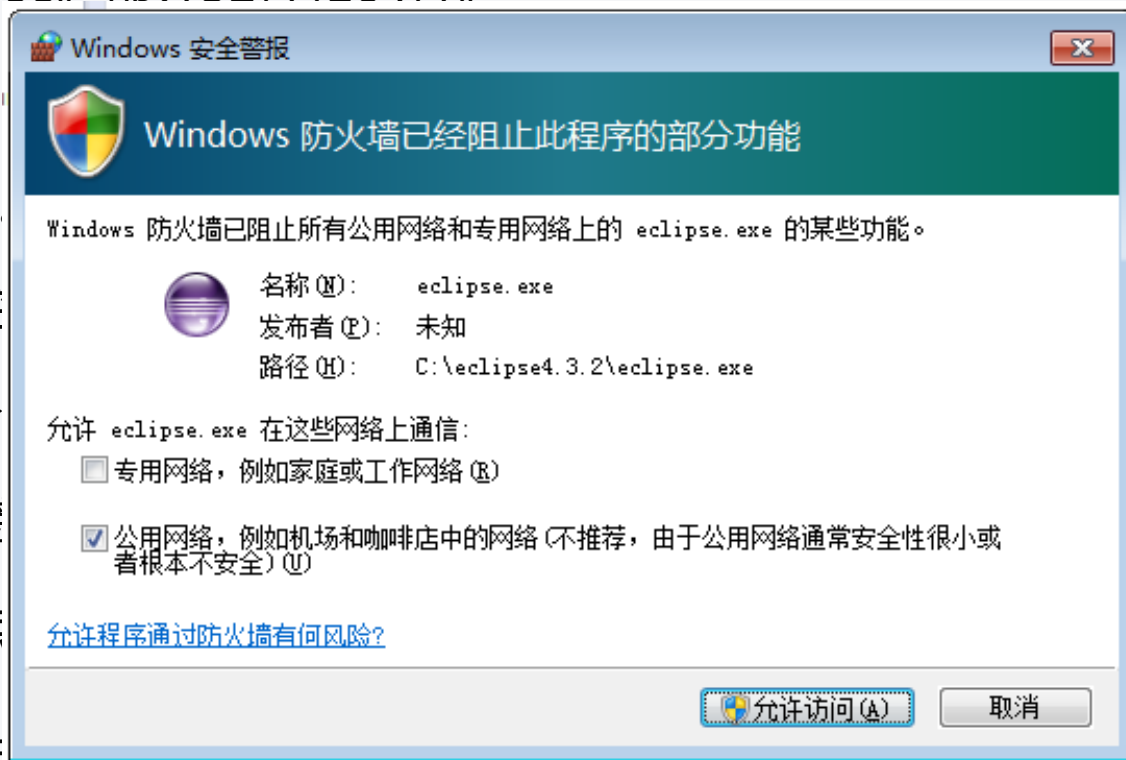 Windows 安全警报
Windows 防火墙已经阻止此程序的部分功能
Windows 防火墙已阻止所有公用网络和专用网络上的 eclipse.exe 的某些功能。
名称(N): eclipse.exe
发布者(P): 未知
路径(H): C:\eclipse4.3.2\eclipse.exe
允许 eclipse.exe 在这些网络上通信:
专用网络，例如家庭或工作网络(R)
公用网络，例如机场和咖啡店中的网络(不推荐，由于公用网络通常安全性很小或
者根本不安全)(U)
允许程序通过防火墙有何风险?
允许访问(A) 取消